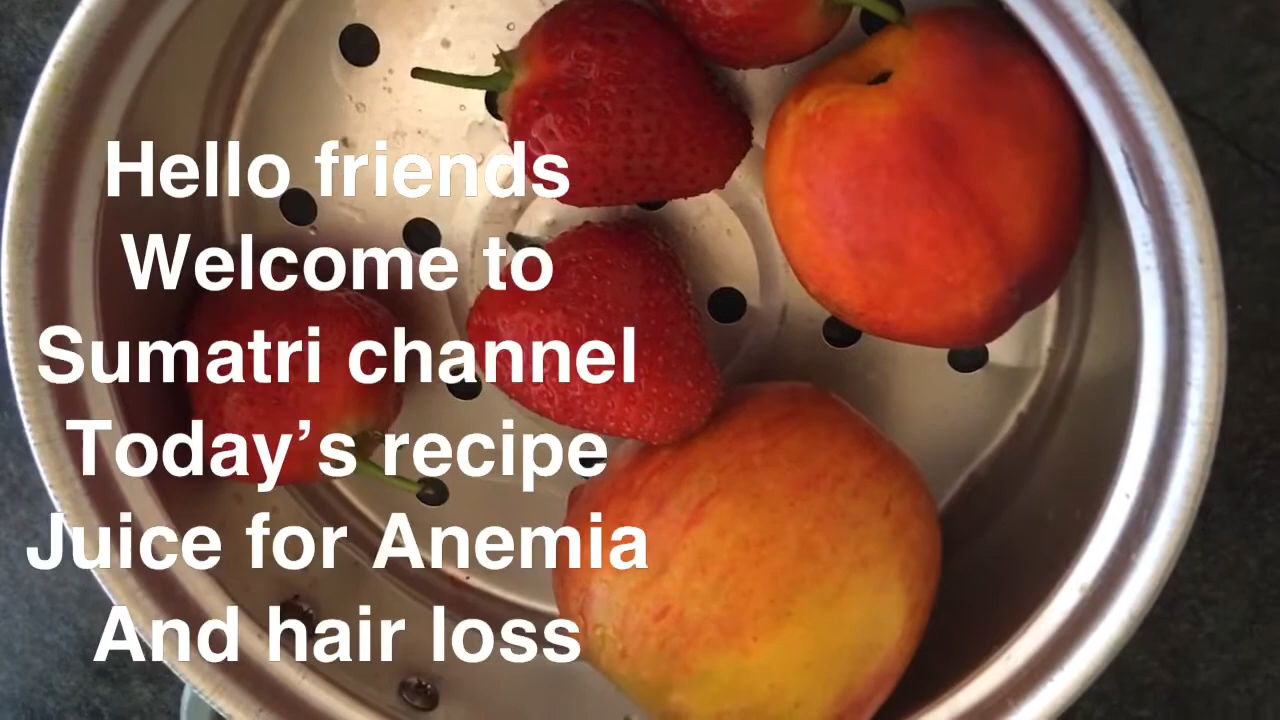 Hello friends
Welcome to
Sumatri channel
Today’s recipe
Juice for Anemia
And hair loss